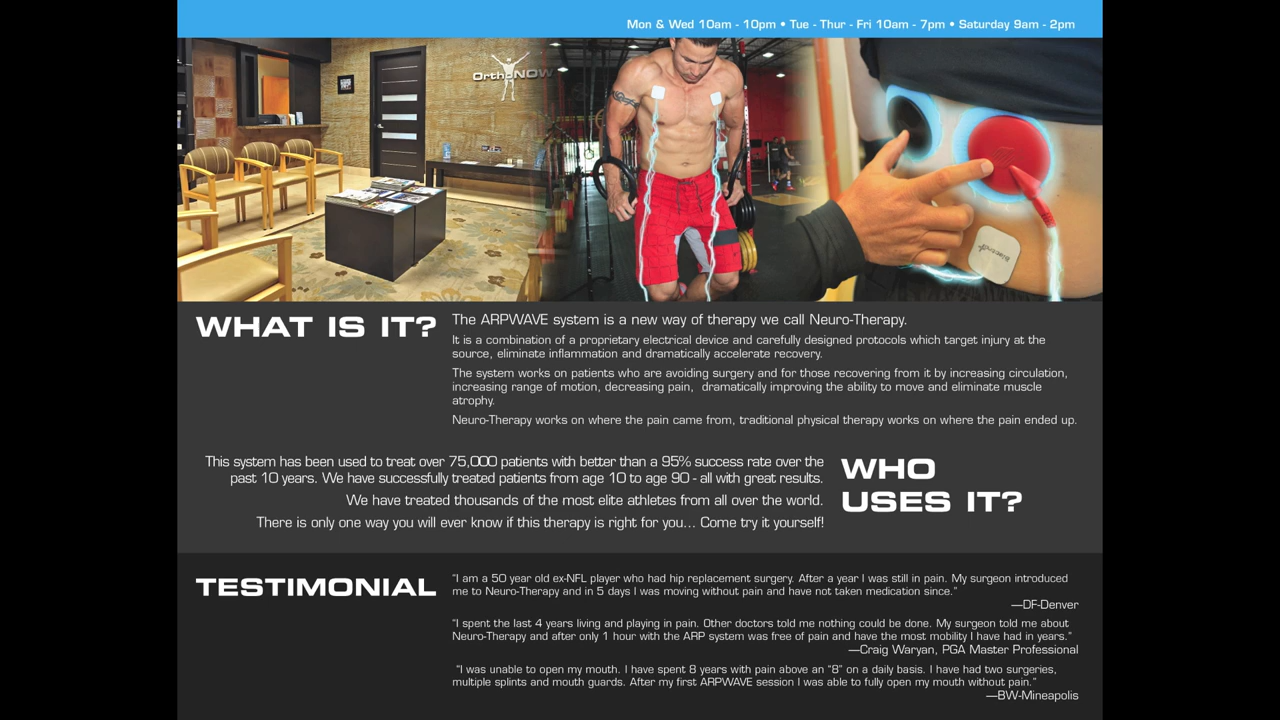 Mon & Wed 10am - 10pm • Tue - Thur - Fri 10am - 7pm • Saturday 9am - 2pm
OrthoNOW
WHAT IS IT?
The ARPWAVE system is a new way of therapy we call Neuro-Therapy.
It is a combination of a proprietary electrical device and carefully designed protocols which target injury at the
source, eliminate inflammation and dramatically accelerate recovery.
The system works on patients who are avoiding surgery and for those recovering from it by increasing circulation,
increasing range of motion, decreasing pain, dramatically improving the ability to move and eliminate muscle
atrophy.
Neuro-Therapy works on where the pain came from, traditional physical therapy works on where the pain ended up.
This system has been used to treat over 75,000 patients with better than a 95% success rate over the
past 10 years. We have successfully treated patients from age 10 to age 90 - all with great results.
We have treated thousands of the most elite athletes from all over the world.
There is only one way you will ever know if this therapy is right for you... Come try it yourself!
WHO
USES IT?
TESTIMONIAL
“I am a 50 year old ex-NFL player who had hip replacement surgery. After a year I was still in pain. My surgeon introduced
me to Neuro-Therapy and in 5 days I was moving without pain and have not taken medication since.”
—DF-Denver
“I spent the last 4 years living and playing in pain. Other doctors told me nothing could be done. My surgeon told me about
Neuro-Therapy and after only 1 hour with the ARP system was free of pain and have the most mobility I have had in years.”
—Craig Waryan, PGA Master Professional
“I was unable to open my mouth. I have spent 8 years with pain above an “8” on a daily basis. I have had two surgeries,
multiple splints and mouth guards. After my first ARPWAVE session I was able to fully open my mouth without pain.”
—BW-Mineapolis